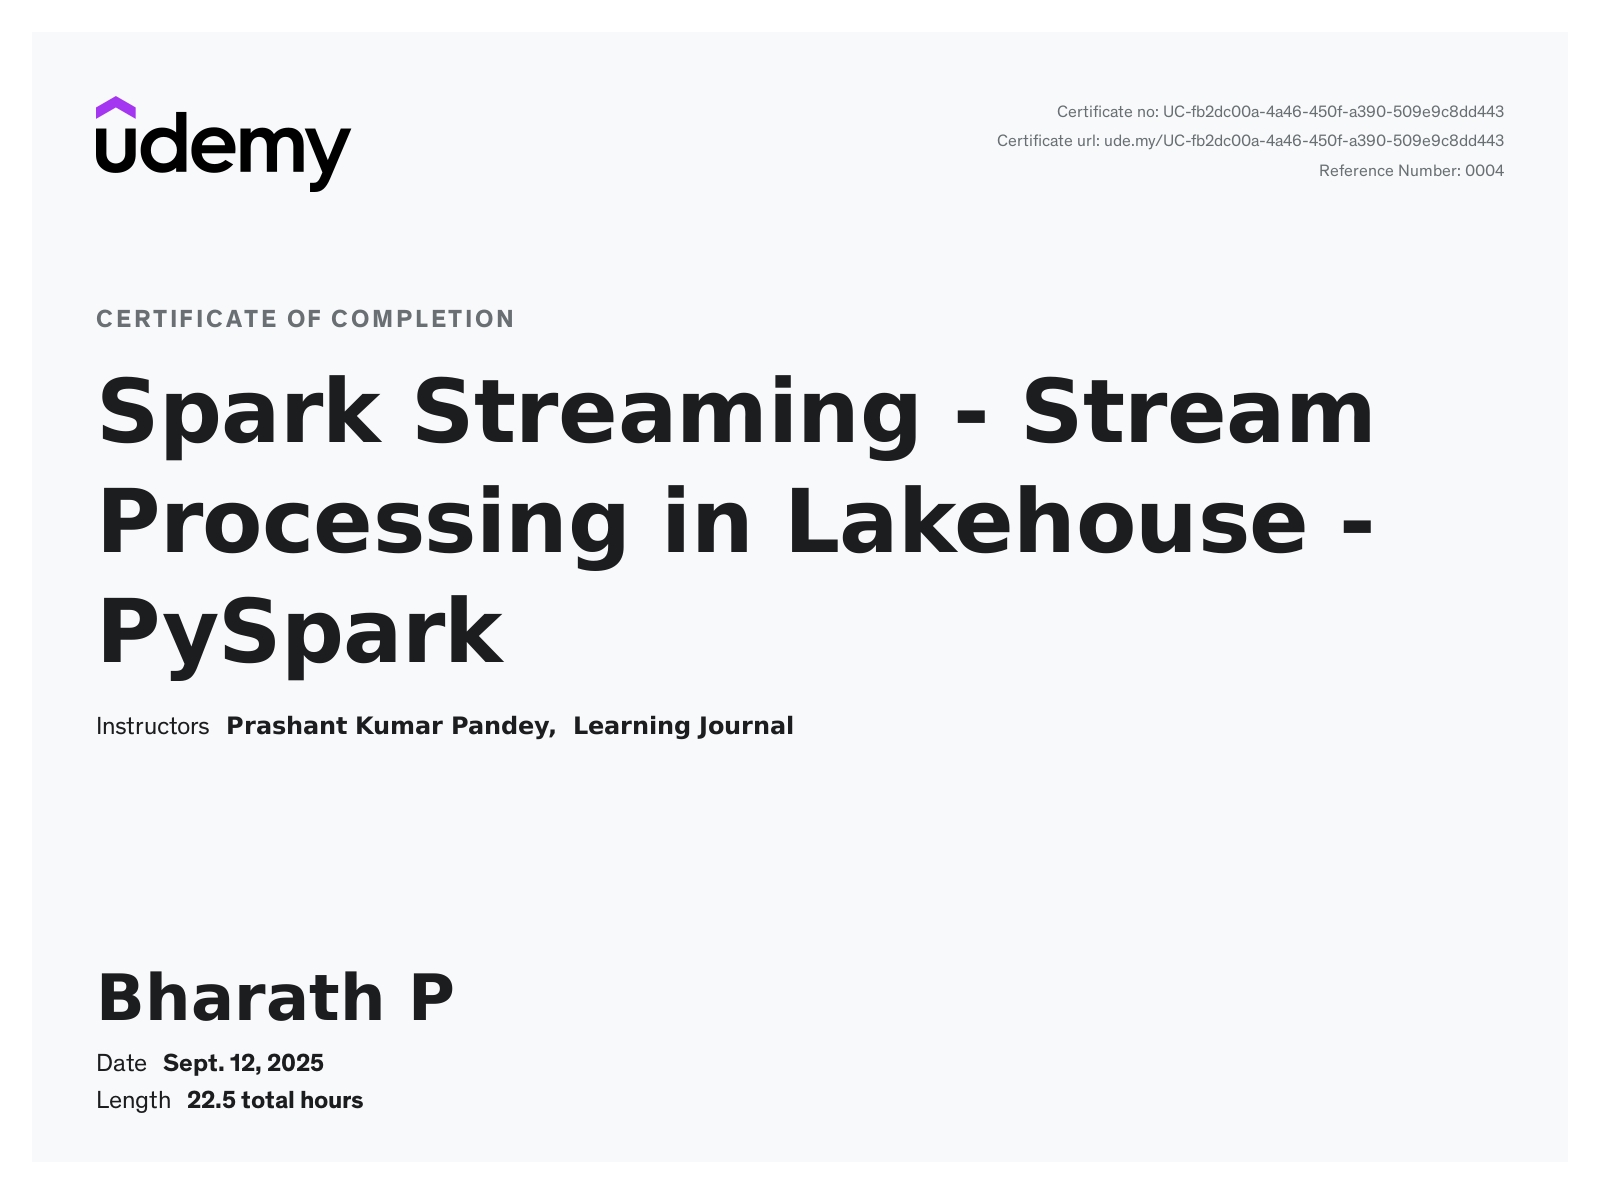 udemy
Certificate no: UC-fb2dc00a-4a46-450f-a390-509e9c8dd443
Certificate url: ude.my/UC-fb2dc00a-4a46-450f-a390-509e9c8dd443
Reference Number: 0004
CERTIFICATE OF COMPLETION
Spark Streaming - Stream
Processing in Lakehouse -
PySpark
Instructors Prashant Kumar Pandey, Learning Journal
Bharath P
Date Sept. 12, 2025
Length 22.5 total hours